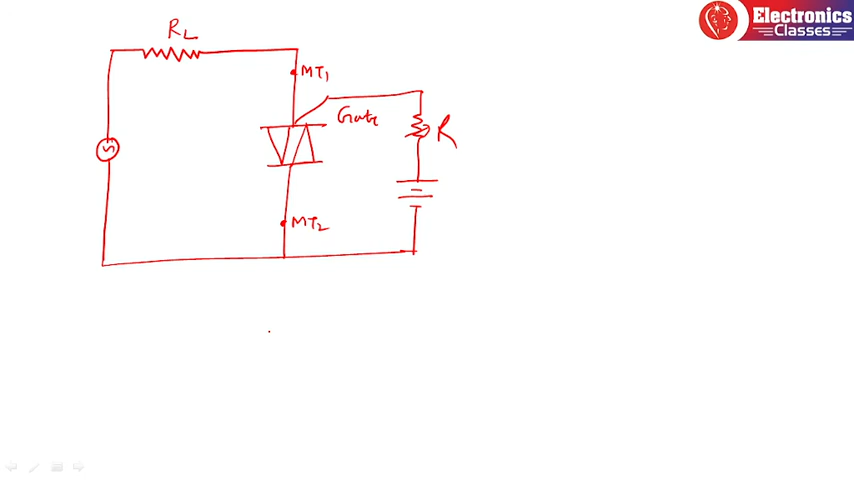 Electronics
Classes
RL
MT1
Gate
R
MT2